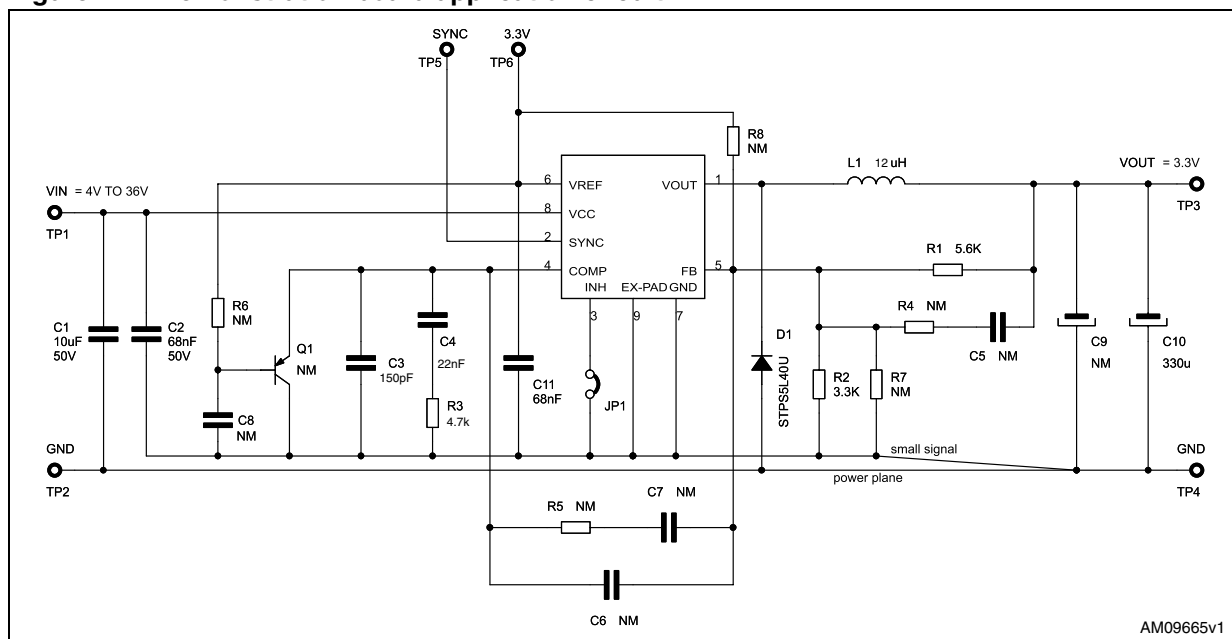 SYNC
TP5
3.3V
TP6
R8
NM
L1 12 uH
VOUT = 3.3V
TP3
VIN = 4V TO 36V
TP1
6 VREF
8 VCC
2 SYNC
4 COMP
VOUT 1
FB 5
INH EX-PAD GND
3 9 7
R1 5.6K
R4 NM
C5 NM
R6
NM
C1
10uF
50V
C2
68nF
50V
Q1
NM
C3
150pF
C4
22nF
R3
4.7k
C11
68nF
JP1
D1
STPS5L40U
R2
3.3K
R7
NM
C9
NM
C10
330u
C8
NM
GND
TP2
small signal
power plane
GND
TP4
C7 NM
R5 NM
C6 NM
AM09665v1